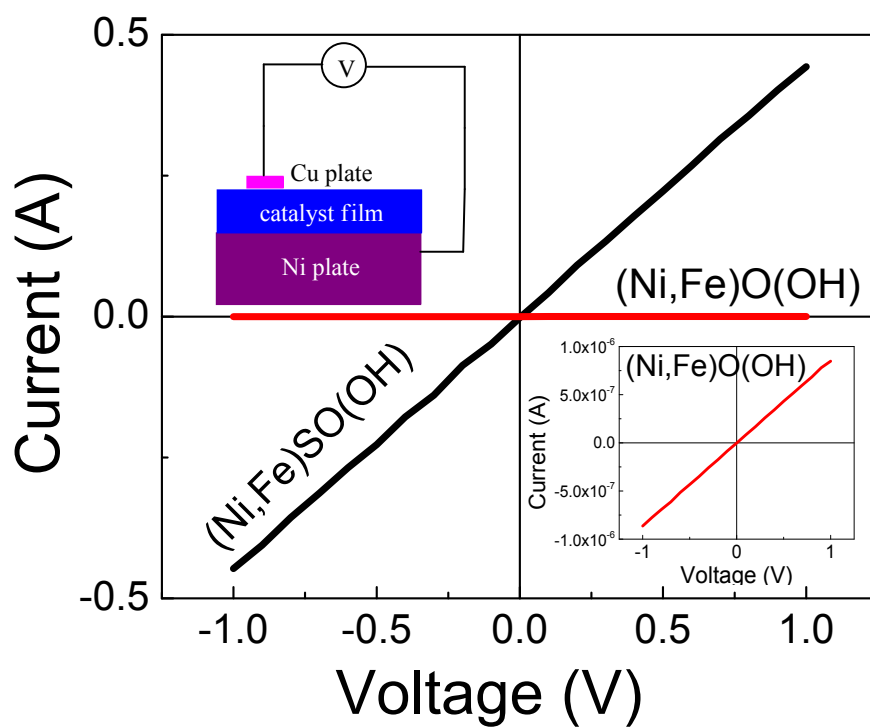 0.5
V
Cu plate
catalyst film
Ni plate
Current (A)
(Ni,Fe)O(OH)
0.0
(Ni,Fe)SO(OH)
1.0x10-6
(Ni,Fe)O(OH)
5.0x10-7
Current (A)
0.0
-5.0x10-7
-1.0x10-6
-1 0 1
Voltage (V)
-0.5
-1.0 -0.5 0.0 0.5 1.0
Voltage (V)